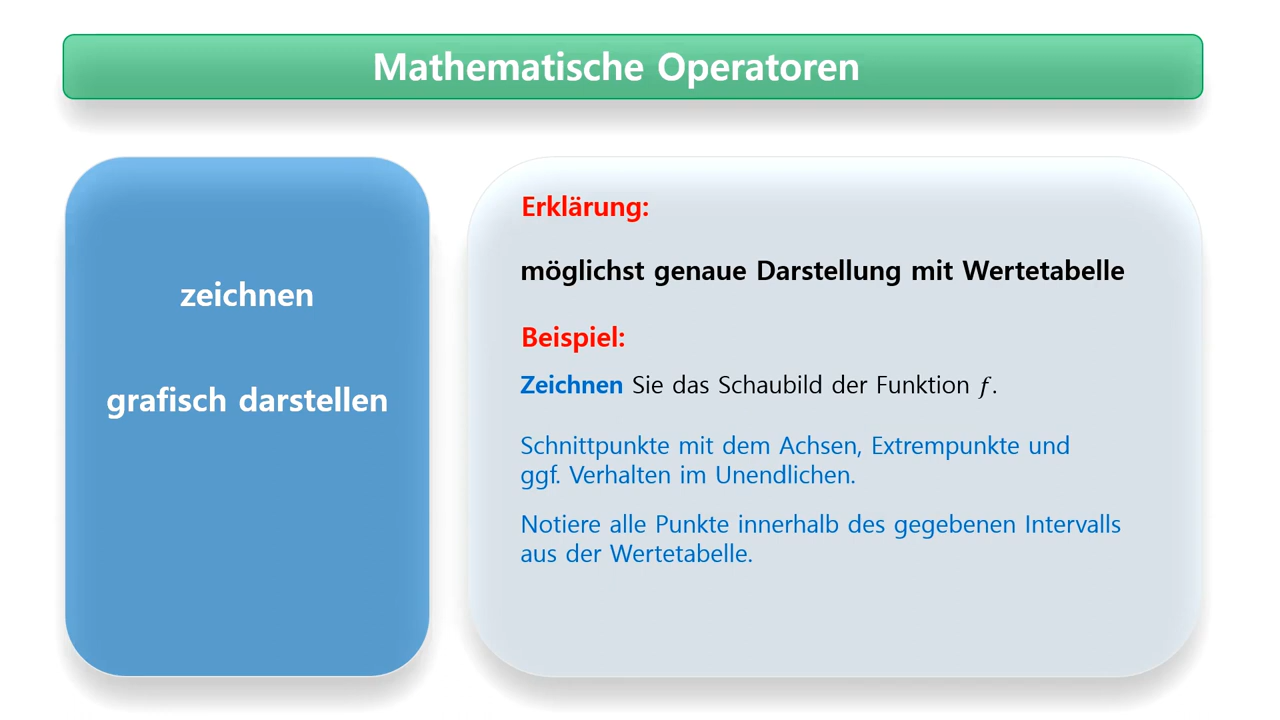 Mathematische Operatoren
zeichnen
grafisch darstellen
Erklärung:
möglichst genaue Darstellung mit Wertetabelle
Beispiel:
Zeichnen Sie das Schaubild der Funktion f.
Schnittpunkte mit dem Achsen, Extrempunkte und
ggf. Verhalten im Unendlichen.
Notiere alle Punkte innerhalb des gegebenen Intervalls
aus der Wertetabelle.